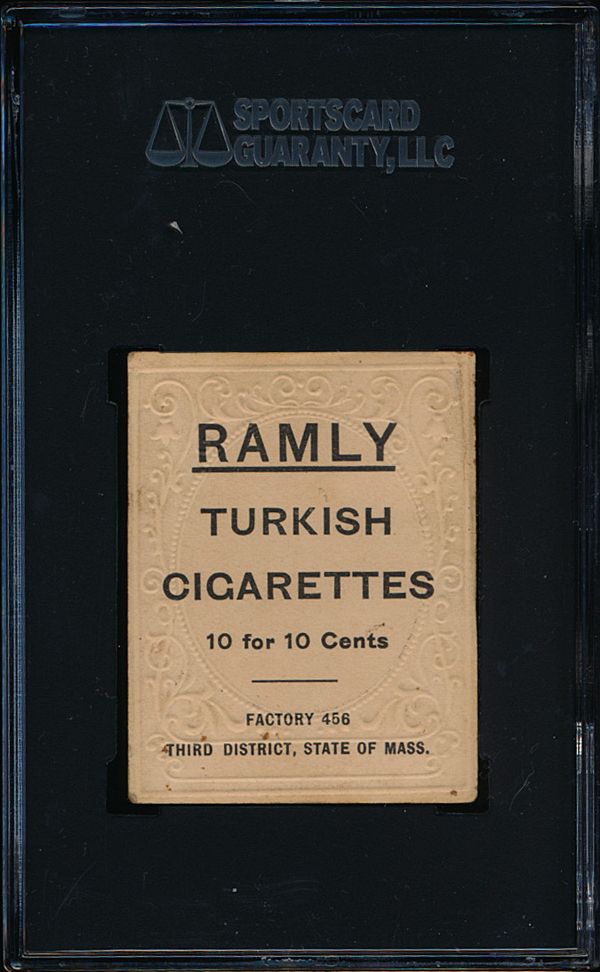 SPORTSCARD
GUARANTY, LLC
RAMLY
TURKISH
CIGARETTES
10 for 10 Cents
FACTORY 456
THIRD DISTRICT, STATE OF MASS.